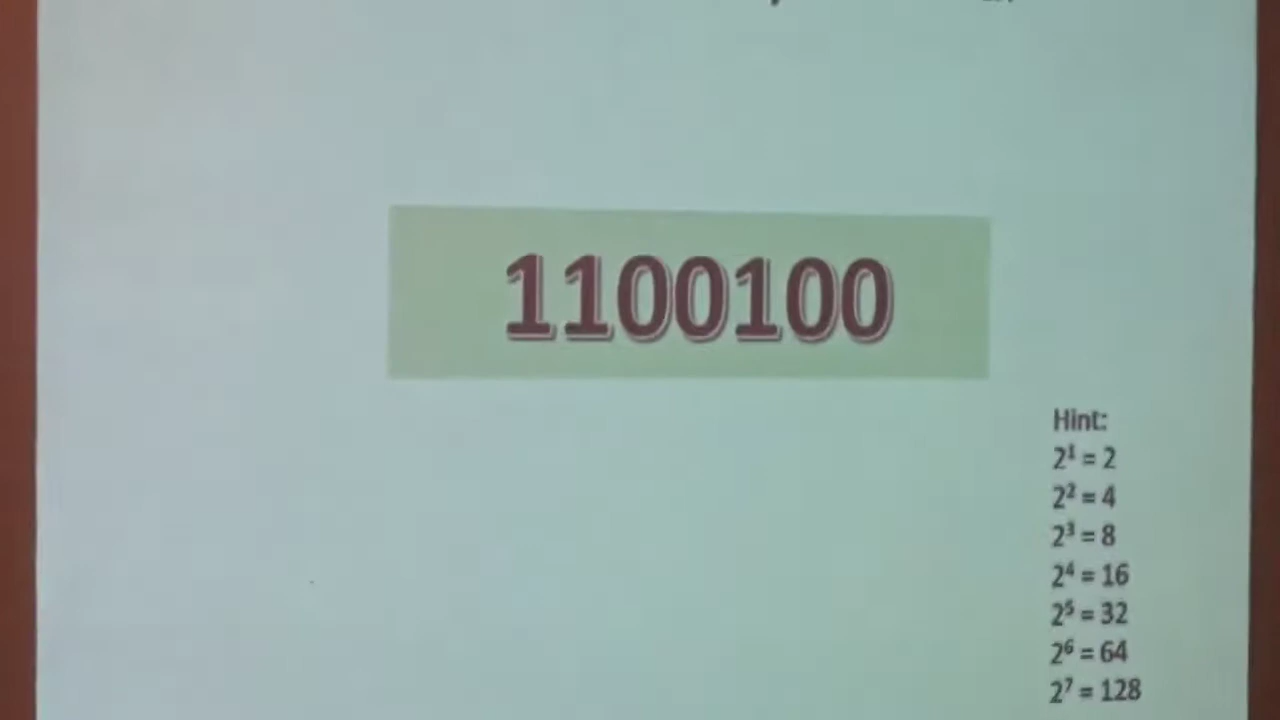 1100100
Hint:
2¹ = 2
2² = 4
2³ = 8
2⁴ = 16
2⁵ = 32
2⁶ = 64
2⁷ = 128